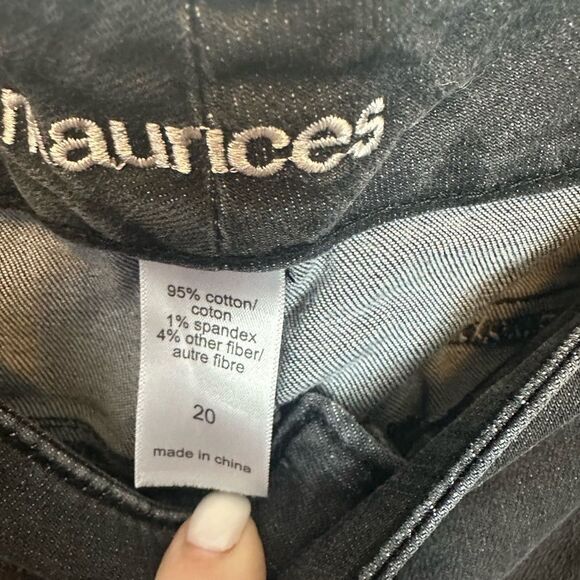 maurices
95% cotton/
coton
1% spandex
4% other fiber/
autre fibre
20
made in china